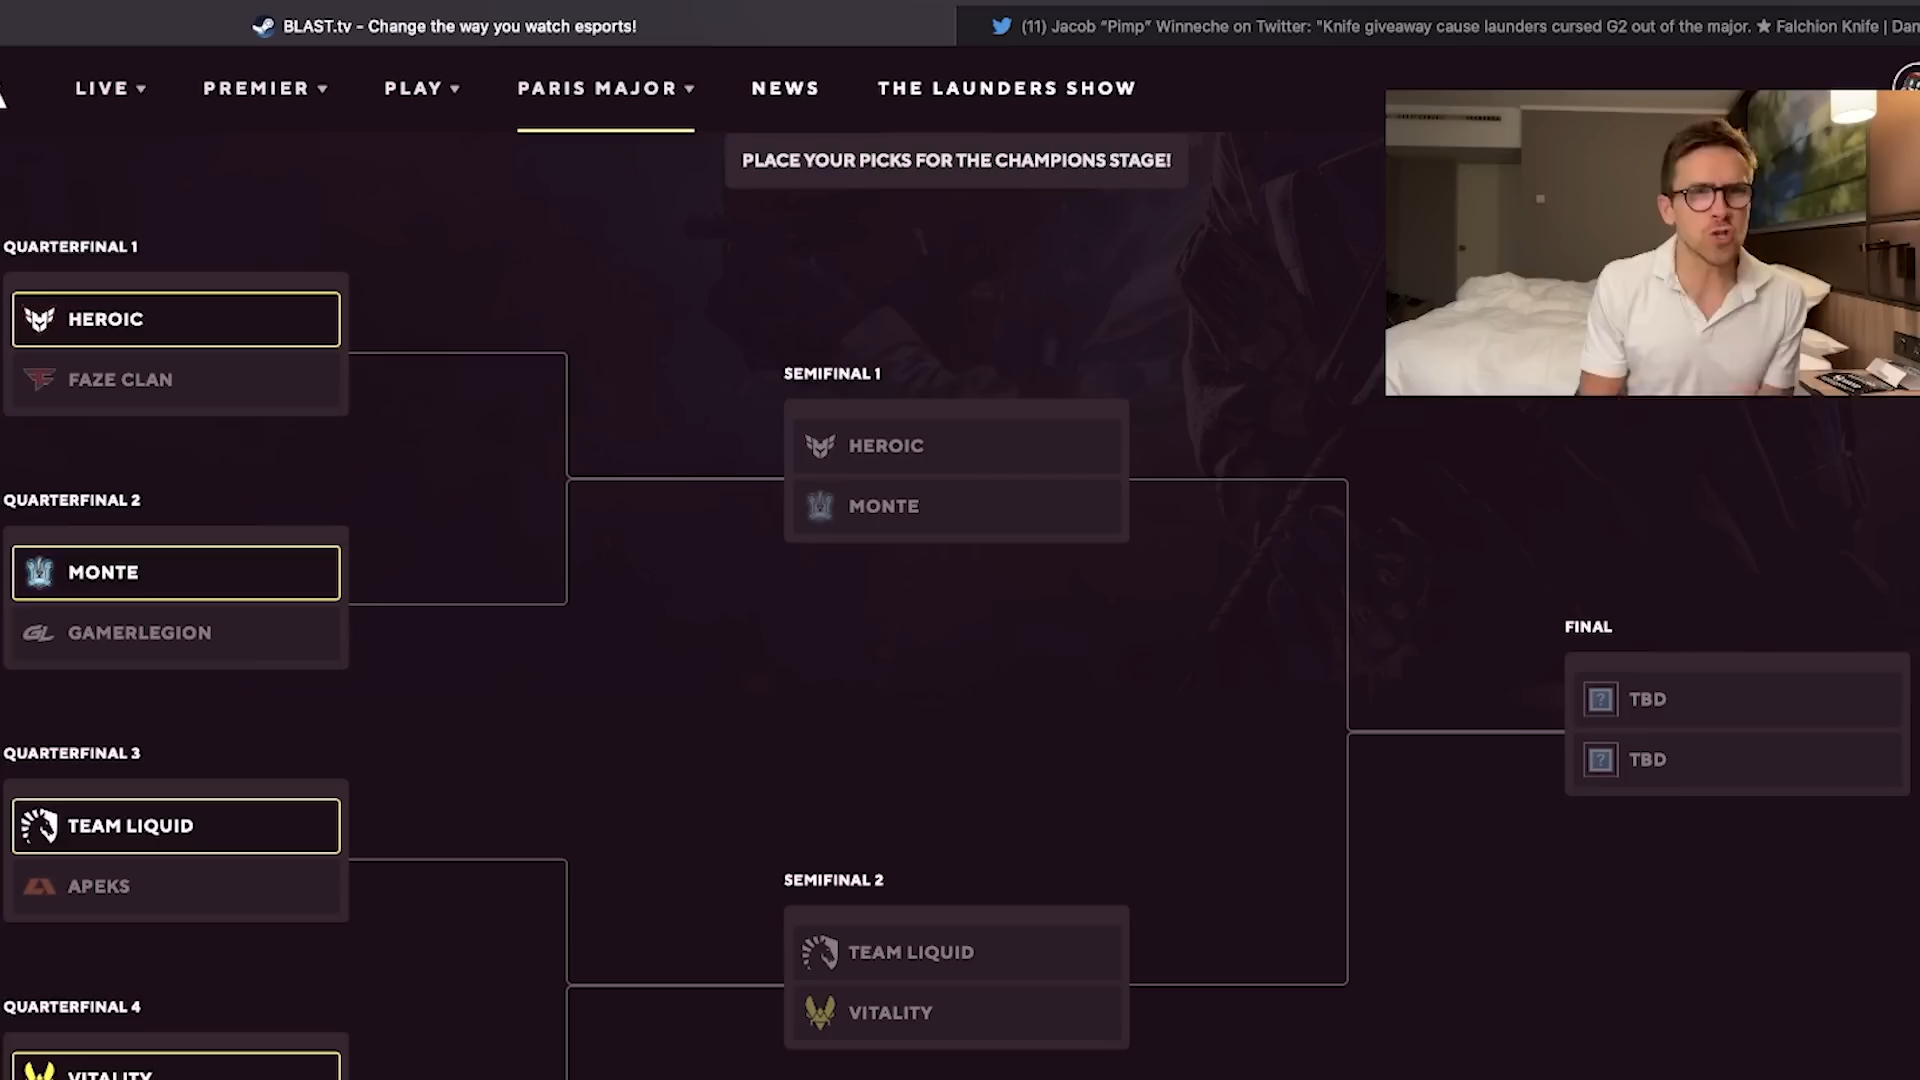 BLAST.tv - Change the way you watch esports!
(11) Jacob “Pimp” Winneche on Twitter: "Knife giveaway cause launders cursed G2 out of the major. ★ Falchion Knife | Dam
LIVE
PREMIER
PLAY
PARIS MAJOR
NEWS
THE LAUNDERS SHOW
PLACE YOUR PICKS FOR THE CHAMPIONS STAGE!
QUARTERFINAL 1
HEROIC
FAZE CLAN
QUARTERFINAL 2
MONTE
GAMERLEGION
QUARTERFINAL 3
TEAM LIQUID
APEKS
QUARTERFINAL 4
VITALITY
SEMIFINAL 1
HEROIC
MONTE
SEMIFINAL 2
TEAM LIQUID
VITALITY
FINAL
? TBD
? TBD